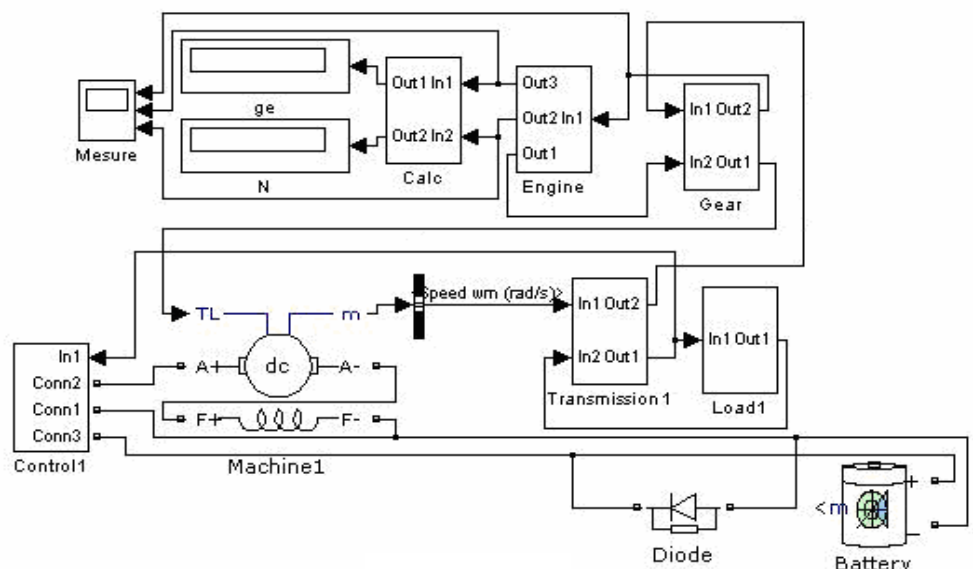 Mesure
ge
N
Out1 In1
Out2 In2
Calc
Out3
Out2 In1
Out1
Engine
In1 Out2
In2 Out1
Gear
TL
m
Speed wm (rad/s)>
In1 Out2
In2 Out1
Transmission 1
In1 Out1
Load1
In1
Conn2
Conn1
Conn3
Control1
A+
dc
A-
F+
F-
Machine1
Diode
<m
+
-
Battery